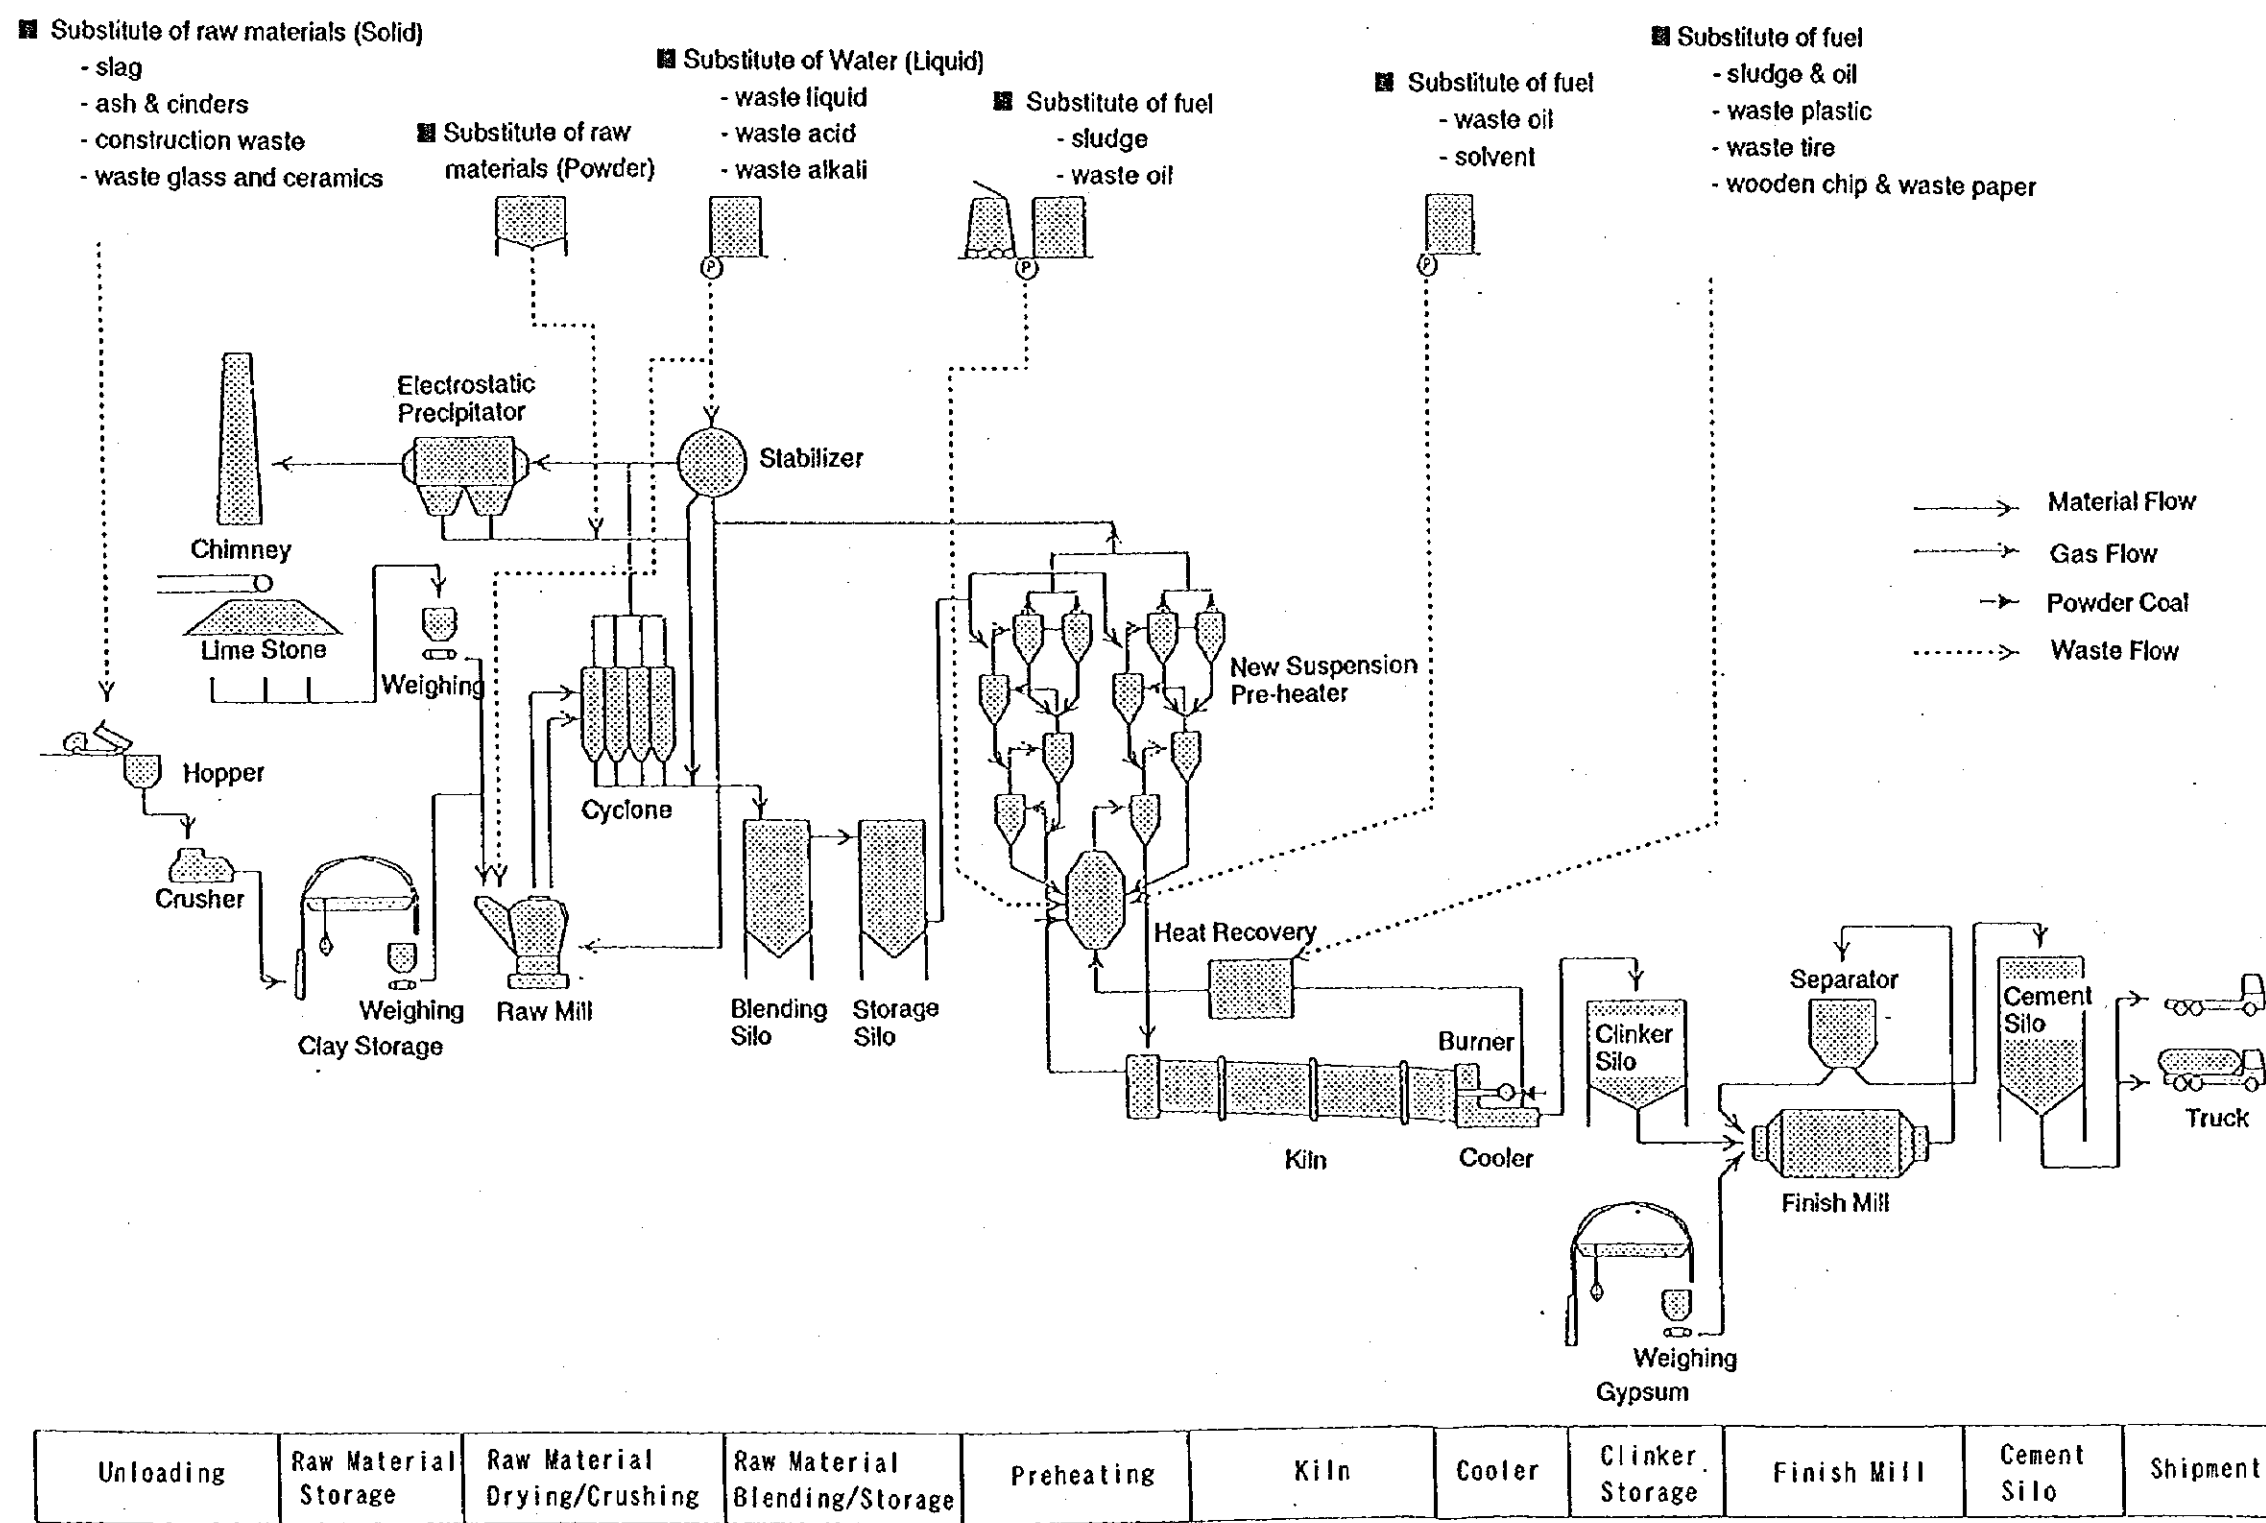 ■ Substitute of raw materials (Solid)
- slag
- ash & cinders
- construction waste
- waste glass and ceramics
■ Substitute of raw
materials (Powder)
■ Substitute of Water (Liquid)
- waste liquid
- waste acid
- waste alkali
■ Substitute of fuel
- sludge
- waste oil
■ Substitute of fuel
- waste oil
- solvent
■ Substitute of fuel
- sludge & oil
- waste plastic
- waste tire
- wooden chip & waste paper
P
P
P
Electrostatic
Precipitator
Stabilizer
Chimney
Lime Stone
Weighing
Hopper
Crusher
Cyclone
New Suspension
Pre-heater
Material Flow
Gas Flow
Powder Coal
Waste Flow
Weighing
Clay Storage
Raw Mill
Blending
Silo
Storage
Silo
Heat Recovery
Burner
Kiln
Cooler
Clinker
Silo
Separator
Finish Mill
Cement
Silo
Truck
Weighing
Gypsum
Unloading
Raw Material
Storage
Raw Material
Drying/Crushing
Raw Material
Blending/Storage
Preheating
Kiln
Cooler
Clinker
Storage
Finish Mill
Cement
Silo
Shipment